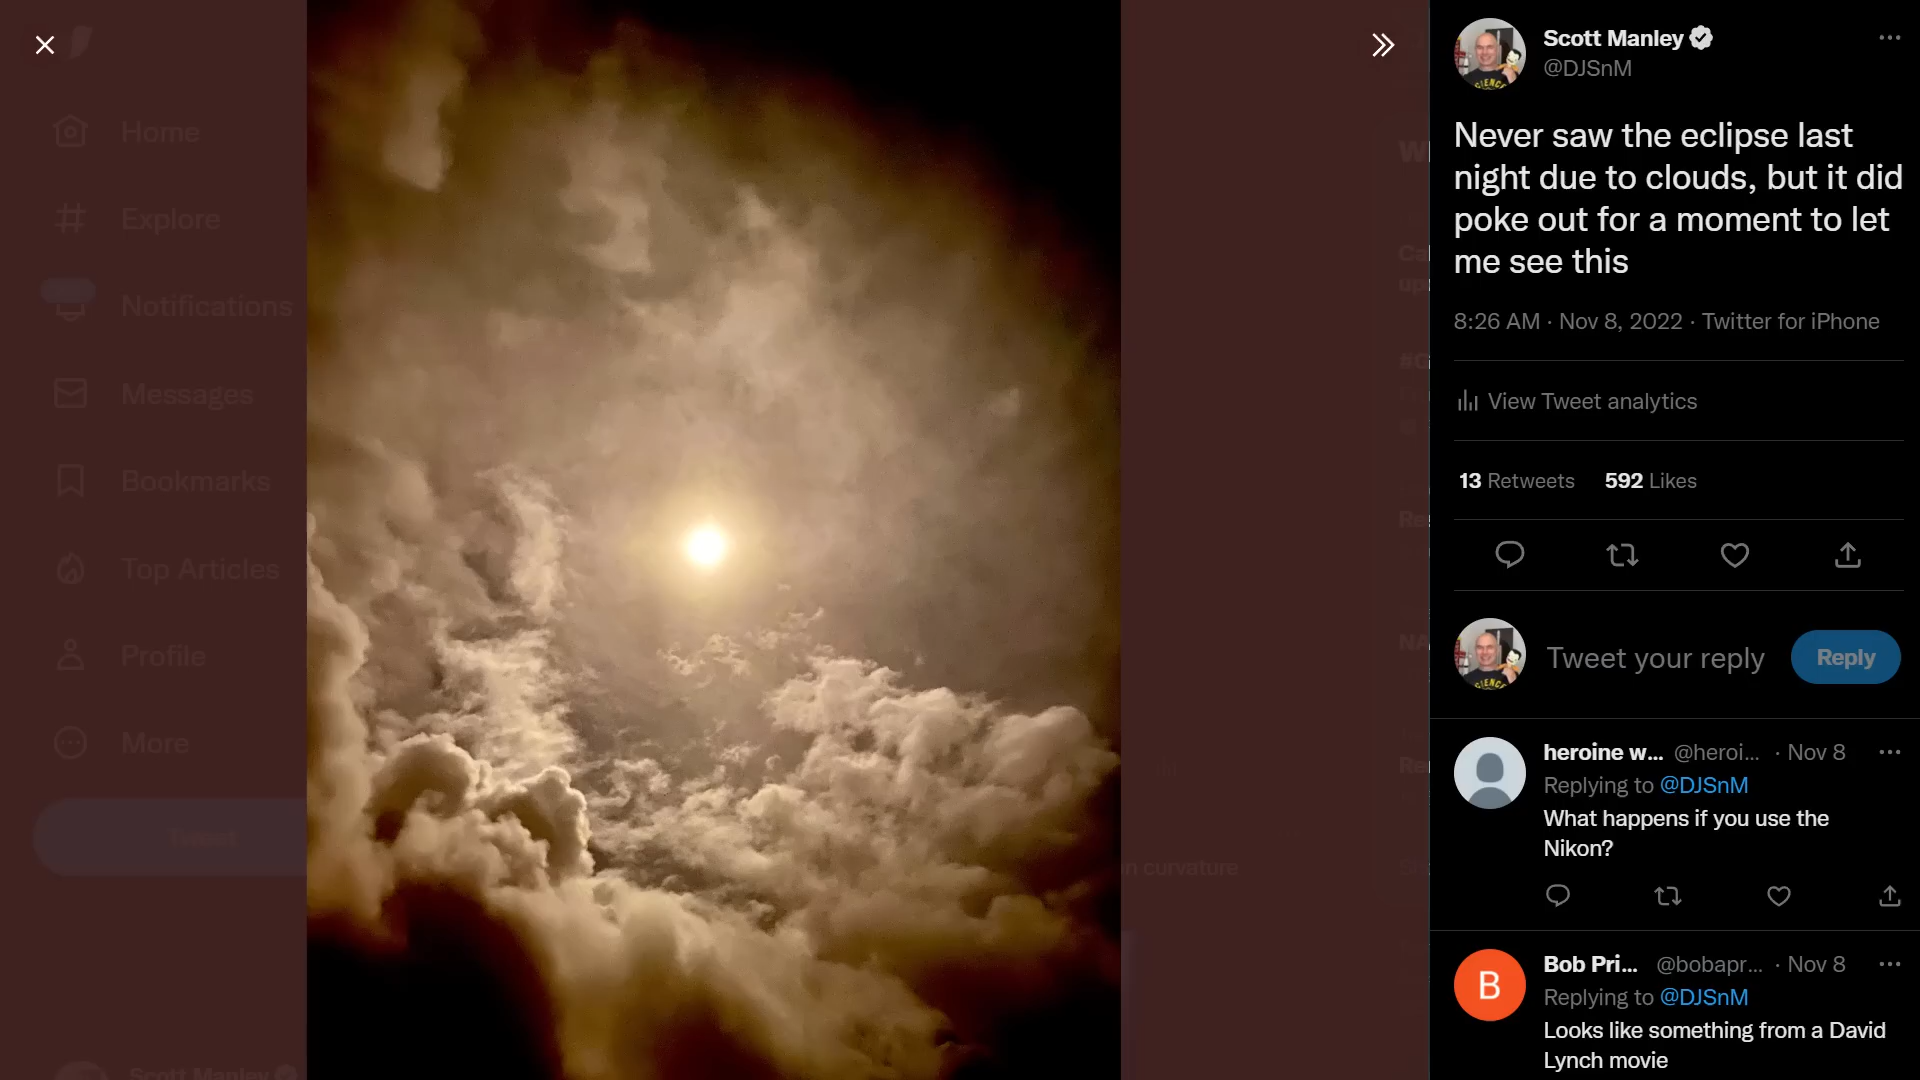 Home
Explore
Notifications
Messages
Bookmarks
Top Articles
Profile
More
Tweet
Scott Manley
n curvature
Scott Manley
@DJSnM
Never saw the eclipse last
night due to clouds, but it did
poke out for a moment to let
me see this
8:26 AM · Nov 8, 2022 · Twitter for iPhone
View Tweet analytics
13 Retweets 592 Likes
Tweet your reply
Reply
heroine w... @heroi... · Nov 8
Replying to @DJSnM
What happens if you use the
Nikon?
B
Bob Pri... @bobapr... · Nov 8
Replying to @DJSnM
Looks like something from a David
Lynch movie